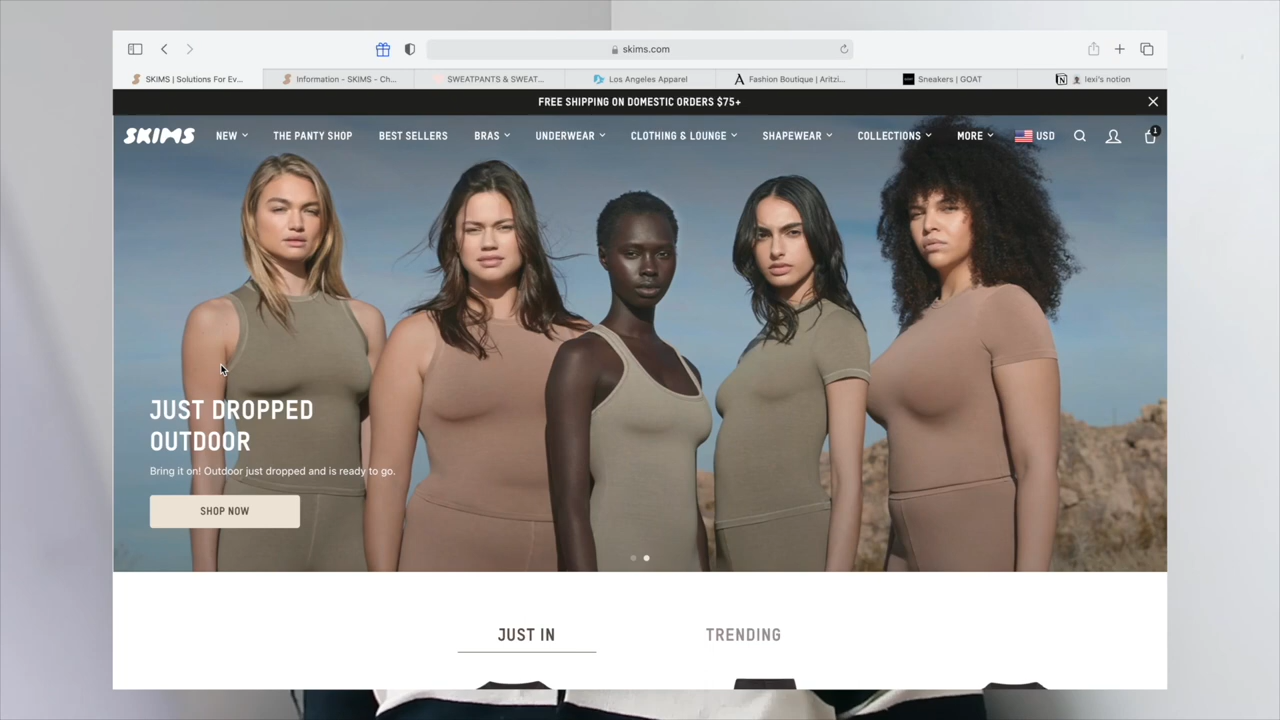 skims.com
SKIMS | Solutions For Ev...
Information - SKIMS - Ch...
SWEATPANTS & SWEAT...
Los Angeles Apparel
Fashion Boutique | Aritzi...
Sneakers | GOAT
lexi's notion
FREE SHIPPING ON DOMESTIC ORDERS $75+
SKIMS NEW THE PANTY SHOP BEST SELLERS BRAS UNDERWEAR CLOTHING & LOUNGE SHAPEWEAR COLLECTIONS MORE USD 1
JUST DROPPED
OUTDOOR
Bring it on! Outdoor just dropped and is ready to go.
SHOP NOW
JUST IN TRENDING